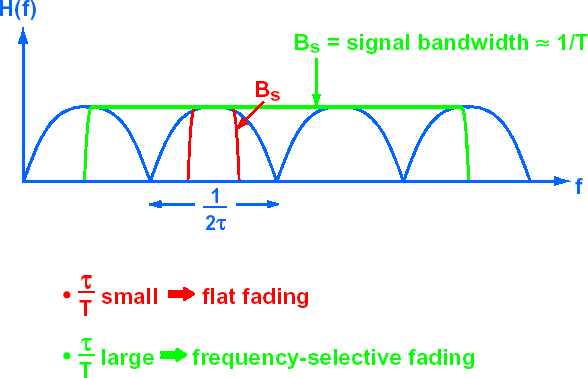 H(f)
Bs = signal bandwidth ≈ 1/T
Bs
f
1
2τ
• τ/T small ➡ flat fading
• τ/T large ➡ frequency-selective fading